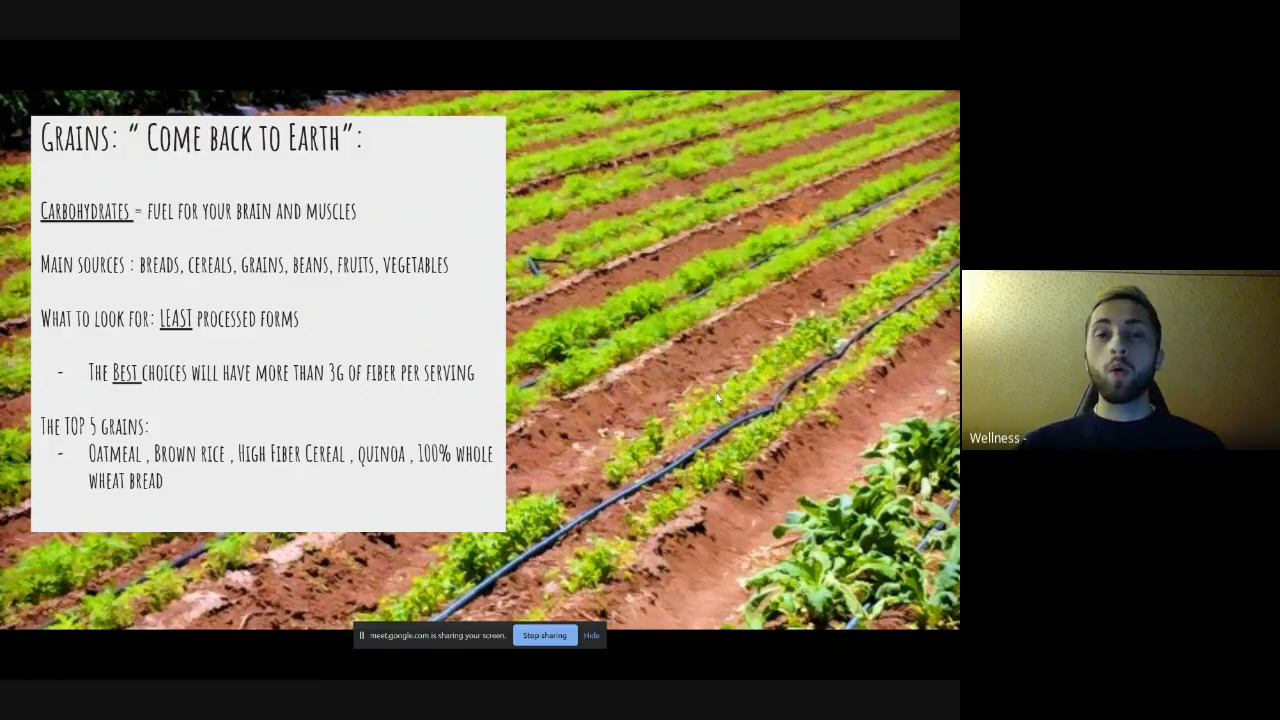 Grains: “ Come back to Earth”:
Carbohydrates = fuel for your brain and muscles
Main sources : breads, cereals, grains, beans, fruits, vegetables
What to look for: LEAST processed forms
- The Best choices will have more than 3g of fiber per serving
The TOP 5 grains:
- Oatmeal , Brown rice , High Fiber Cereal , quinoa , 100% whole
wheat bread
Wellness -
meet.google.com is sharing your screen. Stop sharing Hide